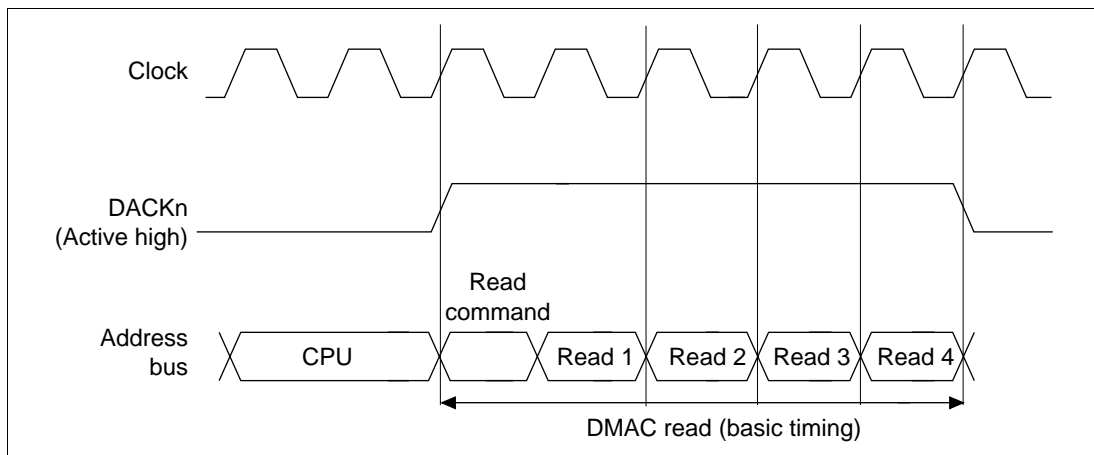 Clock
DACKn
(Active high)
Read
command
Address
bus
CPU
Read 1
Read 2
Read 3
Read 4
DMAC read (basic timing)